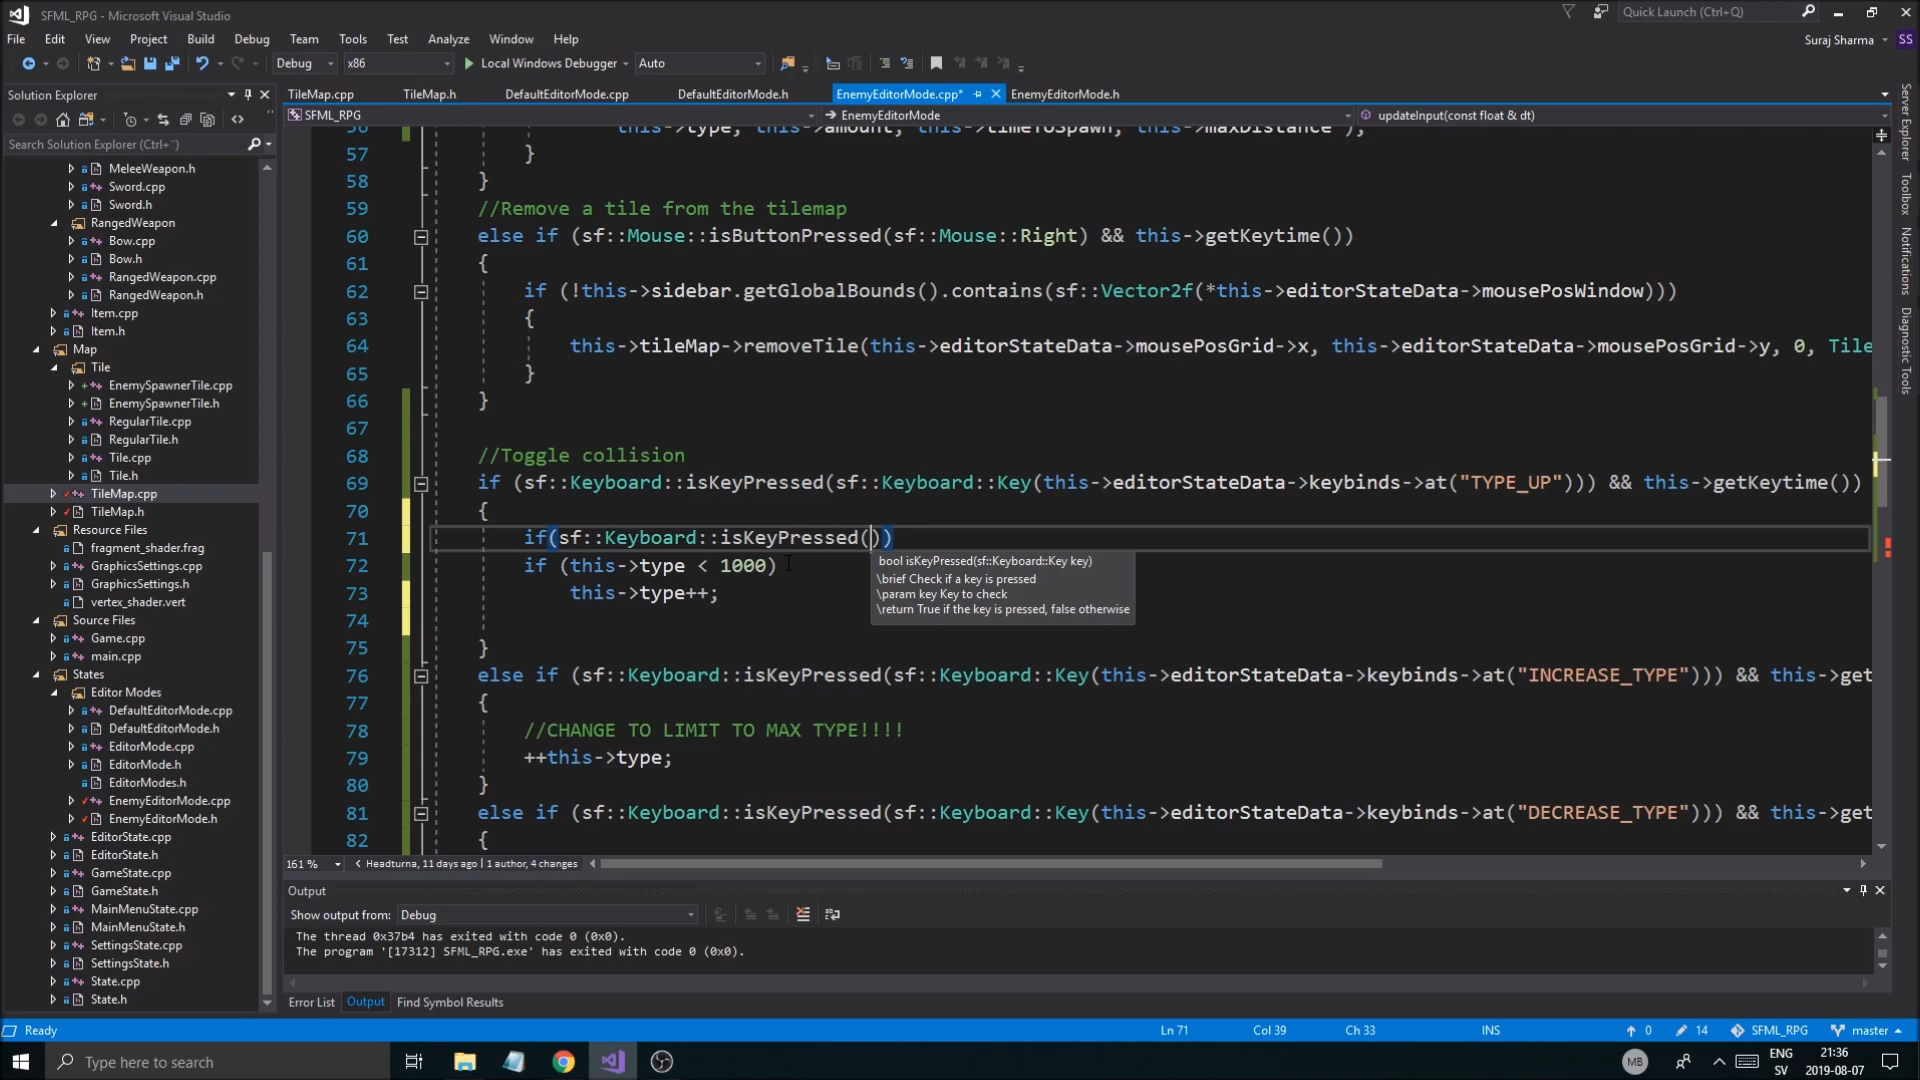 SFML_RPG - Microsoft Visual Studio
Quick Launch (Ctrl+Q)
File Edit View Project Build Debug Team Tools Test Analyze Window Help
Suraj Sharma
SS
Debug x86 Local Windows Debugger Auto
Solution Explorer
TileMap.cpp TileMap.h DefaultEditorMode.cpp DefaultEditorMode.h EnemyEditorMode.cpp* EnemyEditorMode.h
SFML_RPG EnemyEditorMode updateInput(const float & dt)
Search Solution Explorer (Ctrl+¨)
MeleeWeapon.h
Sword.cpp
Sword.h
RangedWeapon
Bow.cpp
Bow.h
RangedWeapon.cpp
RangedWeapon.h
Item.cpp
Item.h
Map
Tile
EnemySpawnerTile.cpp
EnemySpawnerTile.h
RegularTile.cpp
RegularTile.h
Tile.cpp
Tile.h
TileMap.cpp
TileMap.h
Resource Files
fragment_shader.frag
GraphicsSettings.cpp
GraphicsSettings.h
vertex_shader.vert
Source Files
Game.cpp
main.cpp
States
Editor Modes
DefaultEditorMode.cpp
DefaultEditorMode.h
EditorMode.cpp
EditorMode.h
EditorModes.h
EnemyEditorMode.cpp
EnemyEditorMode.h
EditorState.cpp
EditorState.h
GameState.cpp
GameState.h
MainMenuState.cpp
MainMenuState.h
SettingsState.cpp
SettingsState.h
State.cpp
State.h
56 this->type, this->amount, this->timeToSpawn, this->maxDistance );
57 }
58 }
59 //Remove a tile from the tilemap
60 else if (sf::Mouse::isButtonPressed(sf::Mouse::Right) && this->getKeytime())
61 {
62 if (!this->sidebar.getGlobalBounds().contains(sf::Vector2f(*this->editorStateData->mousePosWindow)))
63 {
64 this->tileMap->removeTile(this->editorStateData->mousePosGrid->x, this->editorStateData->mousePosGrid->y, 0, Tile
65 }
66 }
67
68 //Toggle collision
69 if (sf::Keyboard::isKeyPressed(sf::Keyboard::Key(this->editorStateData->keybinds->at("TYPE_UP"))) && this->getKeytime())
70 {
71 if(sf::Keyboard::isKeyPressed())
72 if (this->type < 1000)
73 this->type++;
74
75 }
76 else if (sf::Keyboard::isKeyPressed(sf::Keyboard::Key(this->editorStateData->keybinds->at("INCREASE_TYPE"))) && this->get
77 {
78 //CHANGE TO LIMIT TO MAX TYPE!!!!
79 ++this->type;
80 }
81 else if (sf::Keyboard::isKeyPressed(sf::Keyboard::Key(this->editorStateData->keybinds->at("DECREASE_TYPE"))) && this->get
82 {
bool isKeyPressed(sf::Keyboard::Key key)
\brief Check if a key is pressed
\param key Key to check
\return True if the key is pressed, false otherwise
161 % Headturna, 11 days ago | 1 author, 4 changes
Output
Show output from: Debug
The thread 0x37b4 has exited with code 0 (0x0).
The program '[17312] SFML_RPG.exe' has exited with code 0 (0x0).
Error List Output Find Symbol Results
Server Explorer
Toolbox
Notifications
Diagnostic Tools
Ready
Ln 71 Col 39 Ch 33 INS 0 14 SFML_RPG master
Type here to search
MB
ENG
SV
21:36
2019-08-07